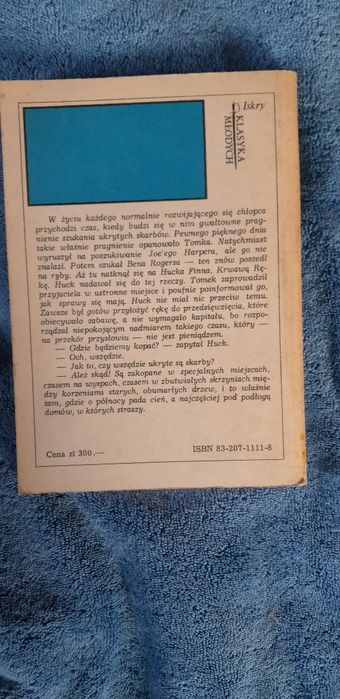 Iskry
KLASYKA
MŁODYCH
W życiu każdego normalnie rozwijającego się chłopca
przychodzi czas, kiedy budzi się w nim gwałtowne prag-
nienie szukania ukrytych skarbów. Pewnego pięknego dnia
takie właśnie pragnienie opanowało Tomka. Natychmiast
wyruszył na poszukiwanie Joe'ego Harpera, ale go nie
znalazł. Potem szukał Bena Rogersa — ten znów poszedł
na ryby. Aż tu natknął się na Hucka Finna, Krwawą Rę-
kę. Huck nadawał się do tej rzeczy. Tomek zaprowadził
przyjaciela w ustronne miejsce i poufnie poinformował go,
jak sprawy się mają. Huck nie miał nic przeciw temu.
Zawsze był gotów przyłożyć rękę do przedsięwzięcia, które
obiecywało zabawę, a nie wymagało kapitału, bo rozpo-
rządzał niepokojącym nadmiarem takiego czasu, który —
na przekór przysłowiu — nie jest pieniądzem.
— Gdzie będziemy kopać? — zapytał Huck.
— Och, wszędzie.
— Jak to, czy wszędzie ukryte są skarby?
— Ależ skąd! Są zakopane w specjalnych miejscach,
czasem na wyspach, czasem w zbutwiałych skrzyniach mię-
dzy korzeniami starych, obumarłych drzew, i to właśnie
tam, gdzie o północy pada cień, a najczęściej pod podłogą
domów, w których straszy.
Cena zł 300,—
ISBN 83-207-1111-8